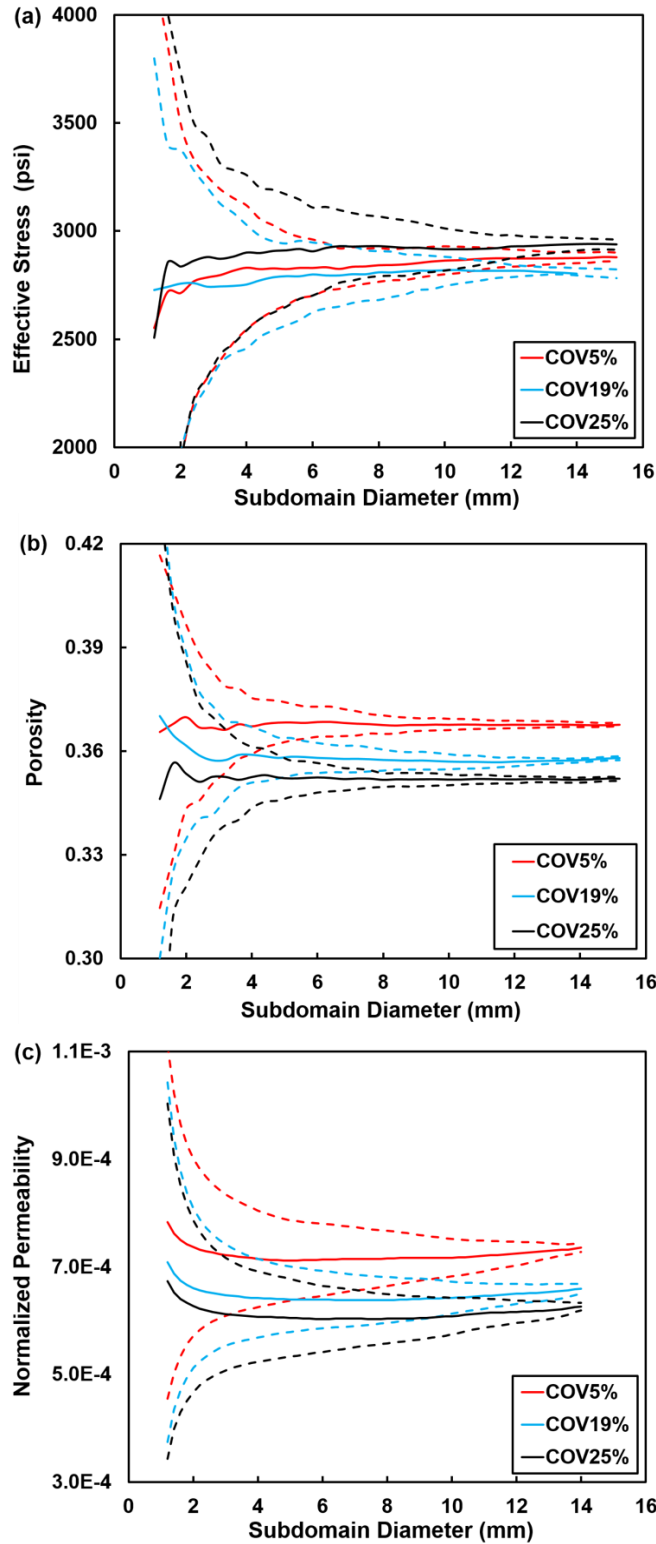 (a)
4000
3500
3000
2500
2000
Effective Stress (psi)
COV5%
COV19%
COV25%
0 2 4 6 8 10 12 14 16
Subdomain Diameter (mm)
(b)
0.42
0.39
0.36
0.33
0.30
Porosity
COV5%
COV19%
COV25%
0 2 4 6 8 10 12 14 16
Subdomain Diameter (mm)
(c)
1.1E-3
9.0E-4
7.0E-4
5.0E-4
3.0E-4
Normalized Permeability
COV5%
COV19%
COV25%
0 2 4 6 8 10 12 14 16
Subdomain Diameter (mm)